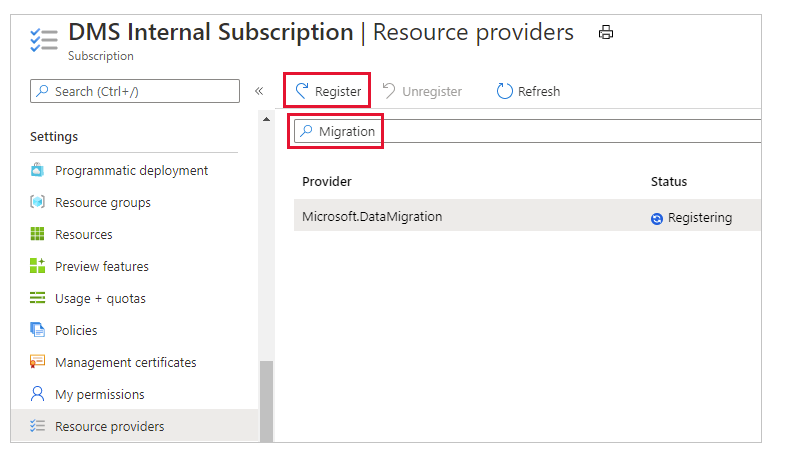 DMS Internal Subscription | Resource providers
Subscription
Search (Ctrl+/)
«
Register
Unregister
Refresh
Migration
Settings
Programmatic deployment
Resource groups
Resources
Preview features
Usage + quotas
Policies
Management certificates
My permissions
Resource providers
Provider
Status
Microsoft.DataMigration
Registering